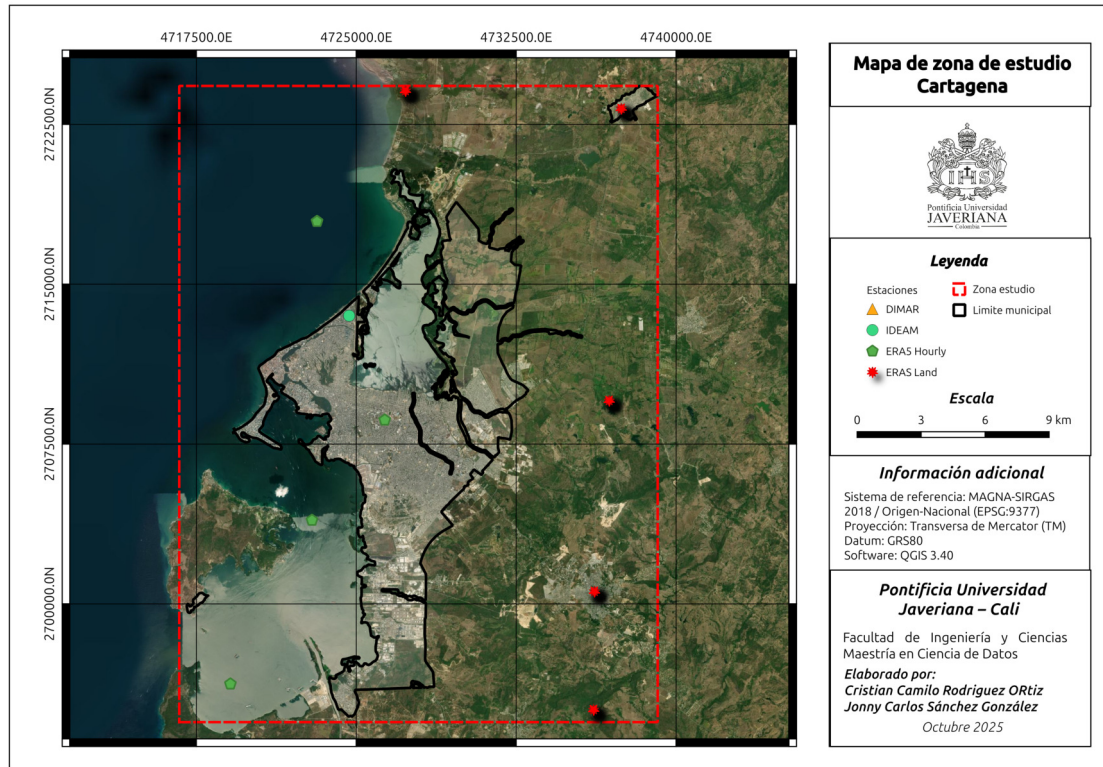 4717500.0E
4725000.0E
4732500.0E
4740000.0E
2722500.0N
2715000.0N
2707500.0N
2700000.0N
Mapa de zona de estudio
Cartagena
IHS
Pontificia Universidad
JAVERIANA
Colombia
Leyenda
Estaciones
DIMAR
IDEAM
ERA5 Hourly
ERAS Land
Zona estudio
Limite municipal
Escala
0 3 6 9 km
Información adicional
Sistema de referencia: MAGNA-SIRGAS
2018 / Origen-Nacional (EPSG:9377)
Proyección: Transversa de Mercator (TM)
Datum: GRS80
Software: QGIS 3.40
Pontificia Universidad
Javeriana – Cali
Facultad de Ingeniería y Ciencias
Maestría en Ciencia de Datos
Elaborado por:
Cristian Camilo Rodriguez ORtiz
Jonny Carlos Sánchez González
Octubre 2025